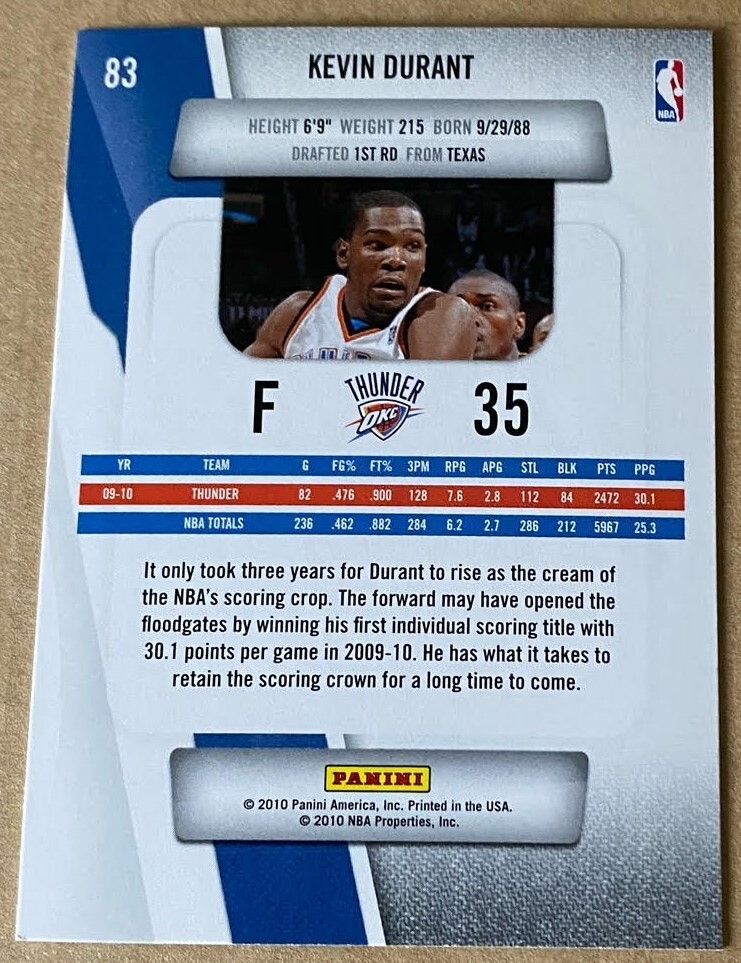 83
KEVIN DURANT
NBA
HEIGHT 6'9" WEIGHT 215 BORN 9/29/88
DRAFTED 1ST RD FROM TEXAS
F
THUNDER
OKC
35
YR TEAM G FG% FT% 3PM RPG APG STL BLK PTS PPG
09-10 THUNDER 82 .476 .900 128 7.6 2.8 112 84 2472 30.1
NBA TOTALS 236 .462 .882 284 6.2 2.7 286 212 5967 25.3
It only took three years for Durant to rise as the cream of
the NBA's scoring crop. The forward may have opened the
floodgates by winning his first individual scoring title with
30.1 points per game in 2009-10. He has what it takes to
retain the scoring crown for a long time to come.
PANINI
© 2010 Panini America, Inc. Printed in the USA.
© 2010 NBA Properties, Inc.